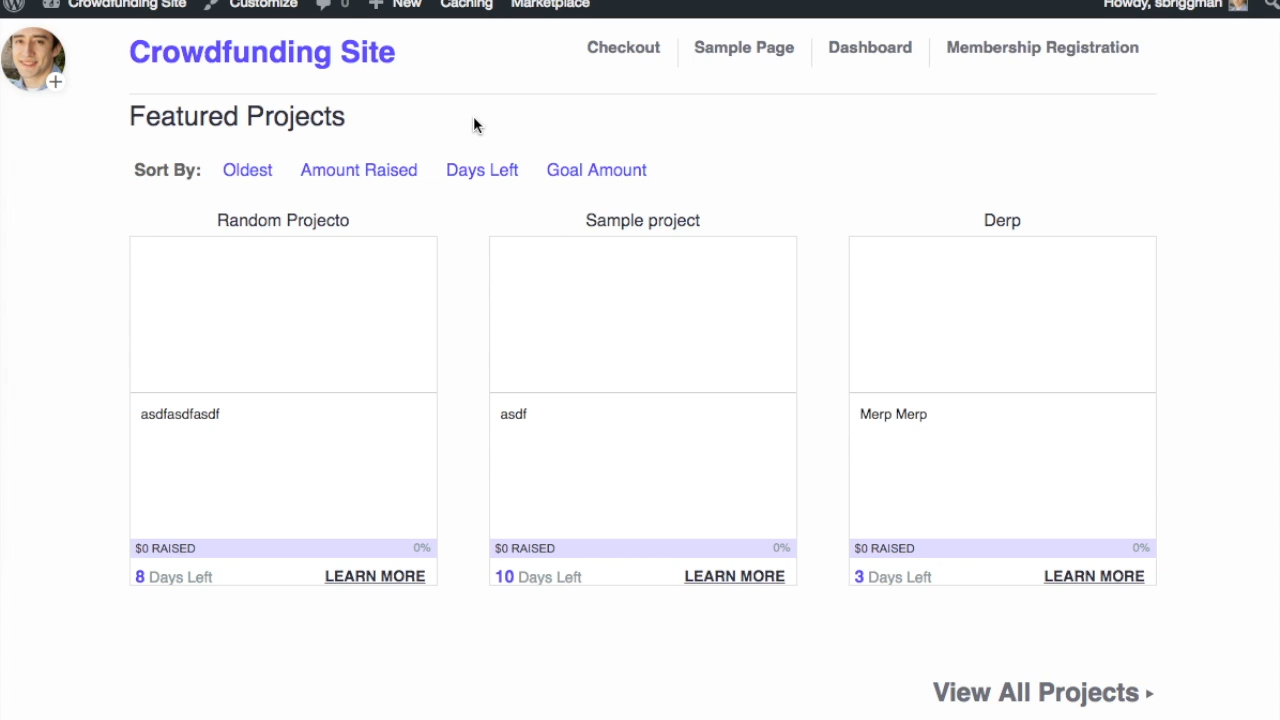 Crowdfunding Site Customize 0 New Caching Marketplace Howdy, sbriggman
Crowdfunding Site
Checkout Sample Page Dashboard Membership Registration
Featured Projects
Sort By: Oldest Amount Raised Days Left Goal Amount
Random Projecto Sample project Derp
asdfasdfasdf asdf Merp Merp
$0 RAISED 0% $0 RAISED 0% $0 RAISED 0%
8 Days Left LEARN MORE 10 Days Left LEARN MORE 3 Days Left LEARN MORE
View All Projects ▸